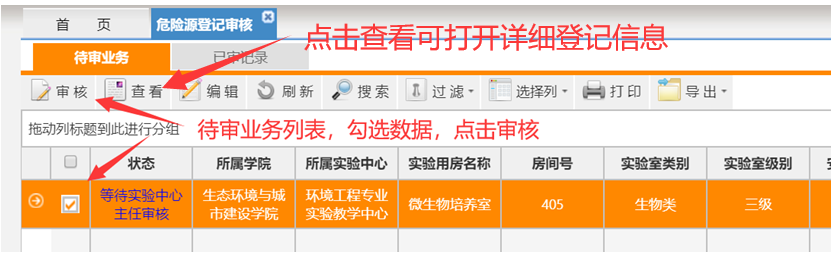 首 页 危险源登记审核
点击查看可打开详细登记信息
待审业务 已审记录
审核 查看 编辑 刷新 搜索 过滤 选择列 打印 导出
拖动列标题到此进行分组
待审业务列表，勾选数据，点击审核
状态 所属学院 所属实验中心 实验用房名称 房间号 实验室类别 实验室级别
等待实验中心 生态环境与城 环境工程专业 微生物培养室 405 生物类 三级
主任审核 市建设学院 实验教学中心